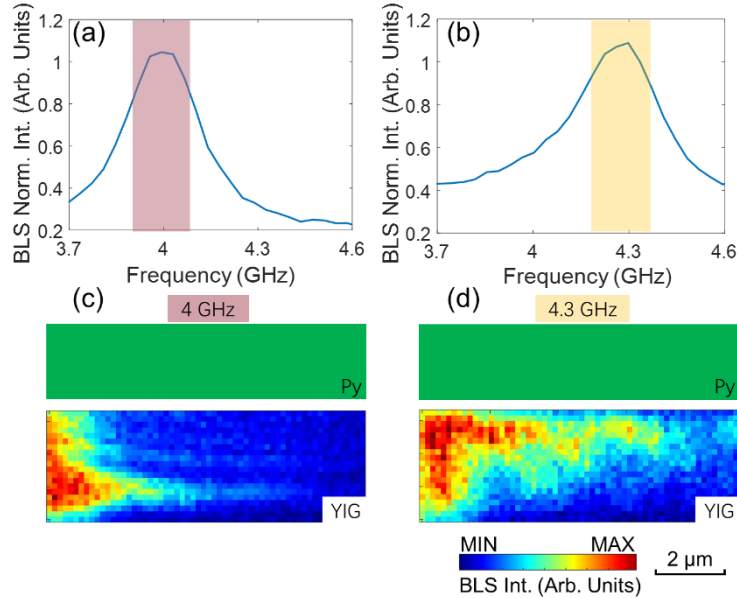 (a)
BLS Norm. Int. (Arb. Units)
1.2
1
0.8
0.6
0.4
0.2
3.7
4
4.3
4.6
Frequency (GHz)
(b)
BLS Norm. Int. (Arb. Units)
1.2
1
0.8
0.6
0.4
0.2
3.7
4
4.3
4.6
Frequency (GHz)
(c)
4 GHz
Py
YIG
(d)
4.3 GHz
Py
YIG
MIN
MAX
BLS Int. (Arb. Units)
2 μm